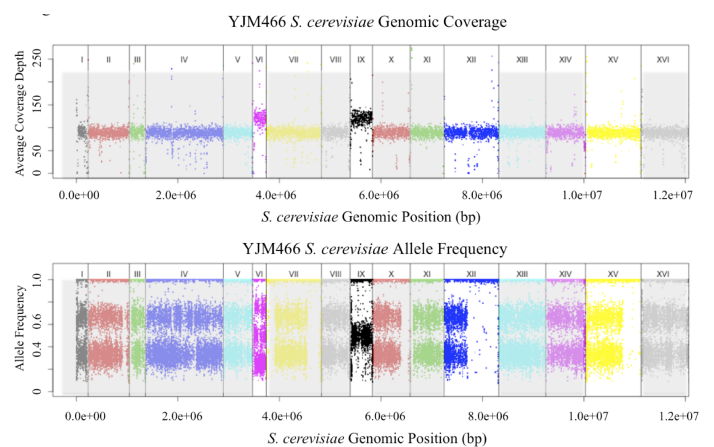 YJM466 S. cerevisiae Genomic Coverage
I II III IV V VI VII VIII IX X XI XII XIII XIV XV XVI
Average Coverage Depth
250
150
50
0
0.0e+00 2.0e+06 4.0e+06 6.0e+06 8.0e+06 1.0e+07 1.2e+07
S. cerevisiae Genomic Position (bp)
YJM466 S. cerevisiae Allele Frequency
I II III IV V VI VII VIII IX X XI XII XIII XIV XV XVI
Allele Frequency
1.0
0.6
0.4
0
0.0e+00 2.0e+06 4.0e+06 6.0e+06 8.0e+06 1.0e+07 1.2e+07
S. cerevisiae Genomic Position (bp)